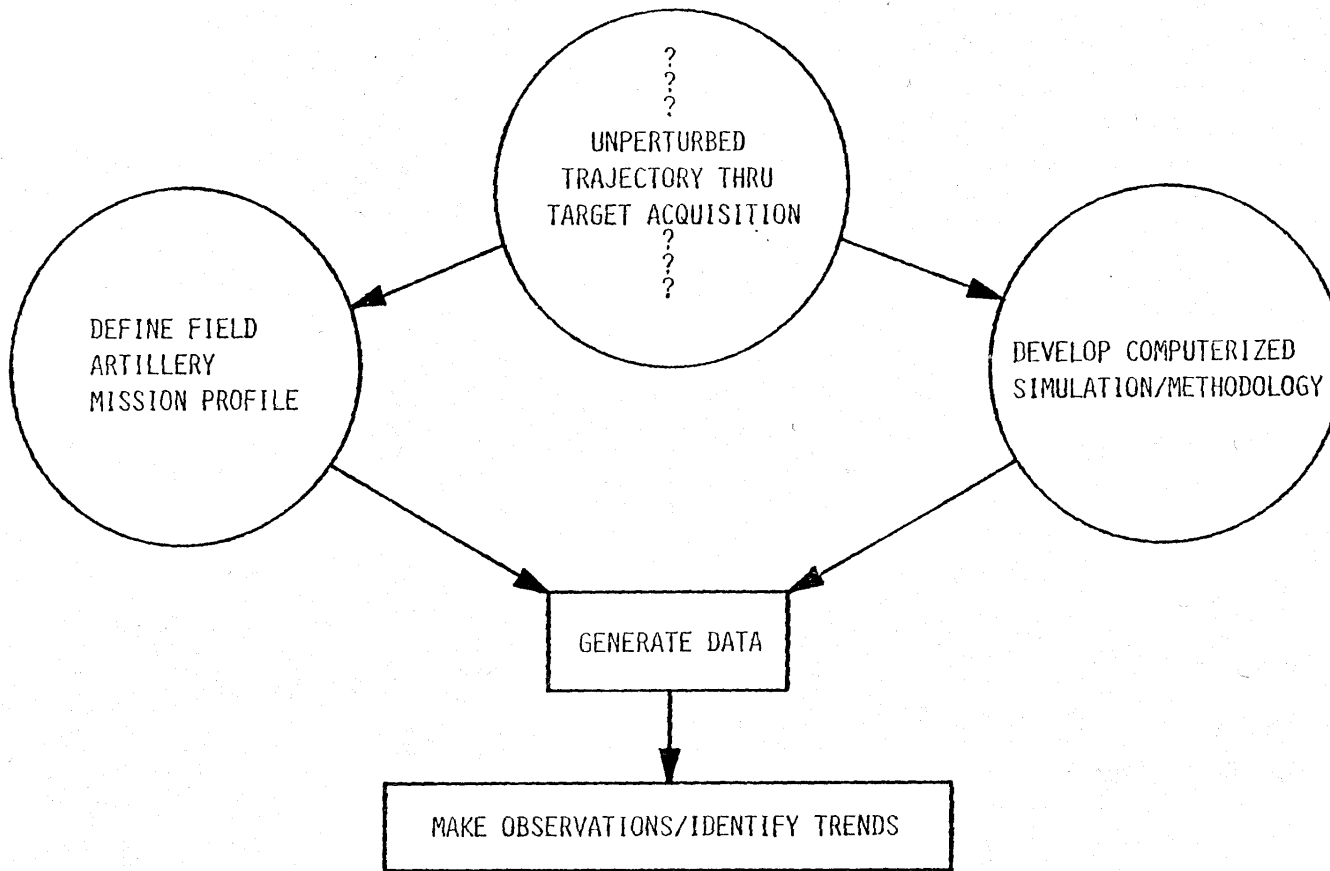 ?
?
?
UNPERTURBED
TRAJECTORY THRU
TARGET ACQUISITION
?
?
?
DEFINE FIELD
ARTILLERY
MISSION PROFILE
DEVELOP COMPUTERIZED
SIMULATION/METHODOLOGY
GENERATE DATA
MAKE OBSERVATIONS/IDENTIFY TRENDS